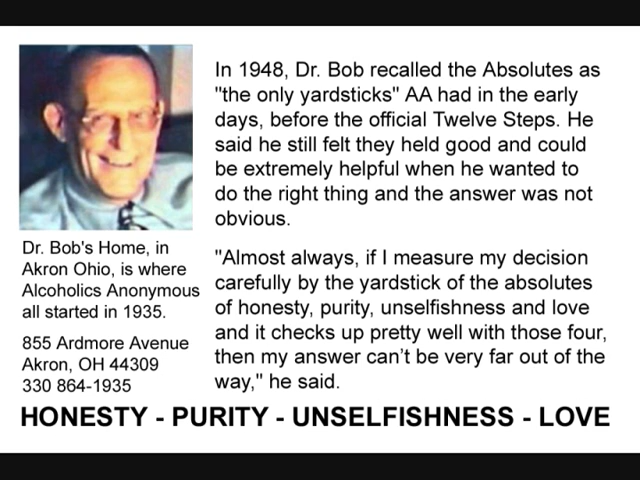 In 1948, Dr. Bob recalled the Absolutes as
"the only yardsticks" AA had in the early
days, before the official Twelve Steps. He
said he still felt they held good and could
be extremely helpful when he wanted to
do the right thing and the answer was not
obvious.
"Almost always, if I measure my decision
carefully by the yardstick of the absolutes
of honesty, purity, unselfishness and love
and it checks up pretty well with those four,
then my answer can't be very far out of the
way," he said.
Dr. Bob's Home, in
Akron Ohio, is where
Alcoholics Anonymous
all started in 1935.
855 Ardmore Avenue
Akron, OH 44309
330 864-1935
HONESTY - PURITY - UNSELFISHNESS - LOVE